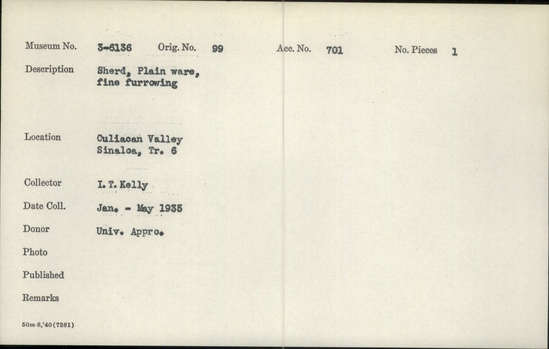 Museum No. 3-6136 Orig. No. 99 Acc. No. 701 No. Pieces 1
Description Sherd, Plain ware,
fine furrowing
Location Culiacan Valley
Sinaloa, Tr. 6
Collector I.T.Kelly
Date Coll. Jan. - May 1935
Donor Univ. Appro.
Photo
Published
Remarks
50m-8,'40(7281)